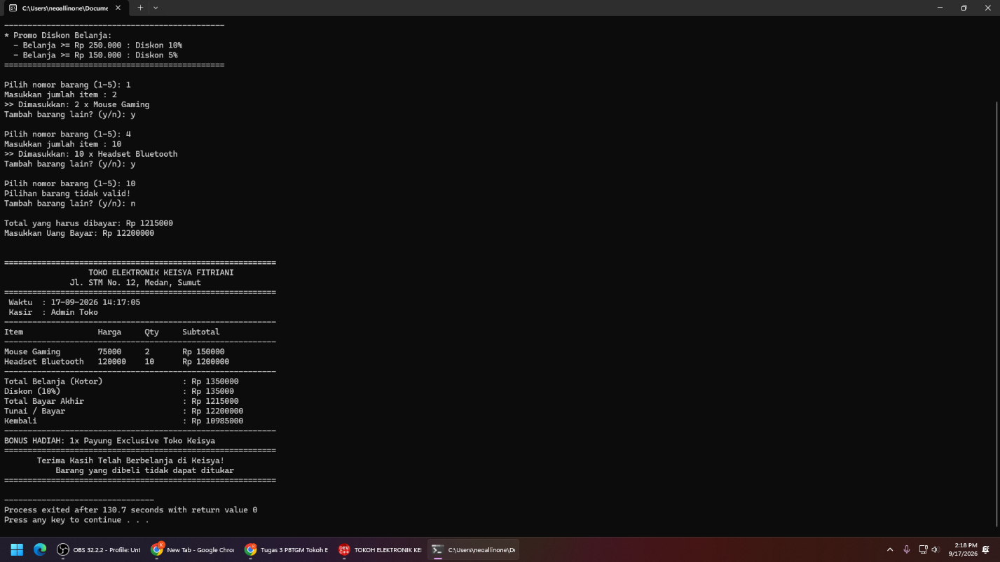 C:\Users\neoallinone\Docume
------------------------------------------------
* Promo Diskon Belanja:
- Belanja >= Rp 250.000 : Diskon 10%
- Belanja >= Rp 150.000 : Diskon 5%
===============================================
Pilih nomor barang (1-5): 1
Masukkan jumlah item : 2
>> Dimasukkan: 2 x Mouse Gaming
Tambah barang lain? (y/n): y
Pilih nomor barang (1-5): 4
Masukkan jumlah item : 10
>> Dimasukkan: 10 x Headset Bluetooth
Tambah barang lain? (y/n): y
Pilih nomor barang (1-5): 10
Pilihan barang tidak valid!
Tambah barang lain? (y/n): n
Total yang harus dibayar: Rp 1215000
Masukkan Uang Bayar: Rp 12200000
==========================================================
TOKO ELEKTRONIK KEISYA FITRIANI
Jl. STM No. 12, Medan, Sumut
==========================================================
Waktu : 17-09-2026 14:17:05
Kasir : Admin Toko
----------------------------------------------------------
Item Harga Qty Subtotal
----------------------------------------------------------
Mouse Gaming 75000 2 Rp 150000
Headset Bluetooth 120000 10 Rp 1200000
----------------------------------------------------------
Total Belanja (Kotor) : Rp 1350000
Diskon (10%) : Rp 135000
Total Bayar Akhir : Rp 1215000
Tunai / Bayar : Rp 12200000
Kembali : Rp 10985000
----------------------------------------------------------
BONUS HADIAH: 1x Payung Exclusive Toko Keisya
==========================================================
Terima Kasih Telah Berbelanja di Keisya!
Barang yang dibeli tidak dapat ditukar
==========================================================
--------------------------------
Process exited after 130.7 seconds with return value 0
Press any key to continue . . .
OBS 32.2.2 - Profile: Unt
New Tab - Google Chro
Tugas 3 PBTGM Tokoh E
TOKOH ELEKTRONIK KE
C:\Users\neoallinone\Do
2:18 PM
9/17/2026